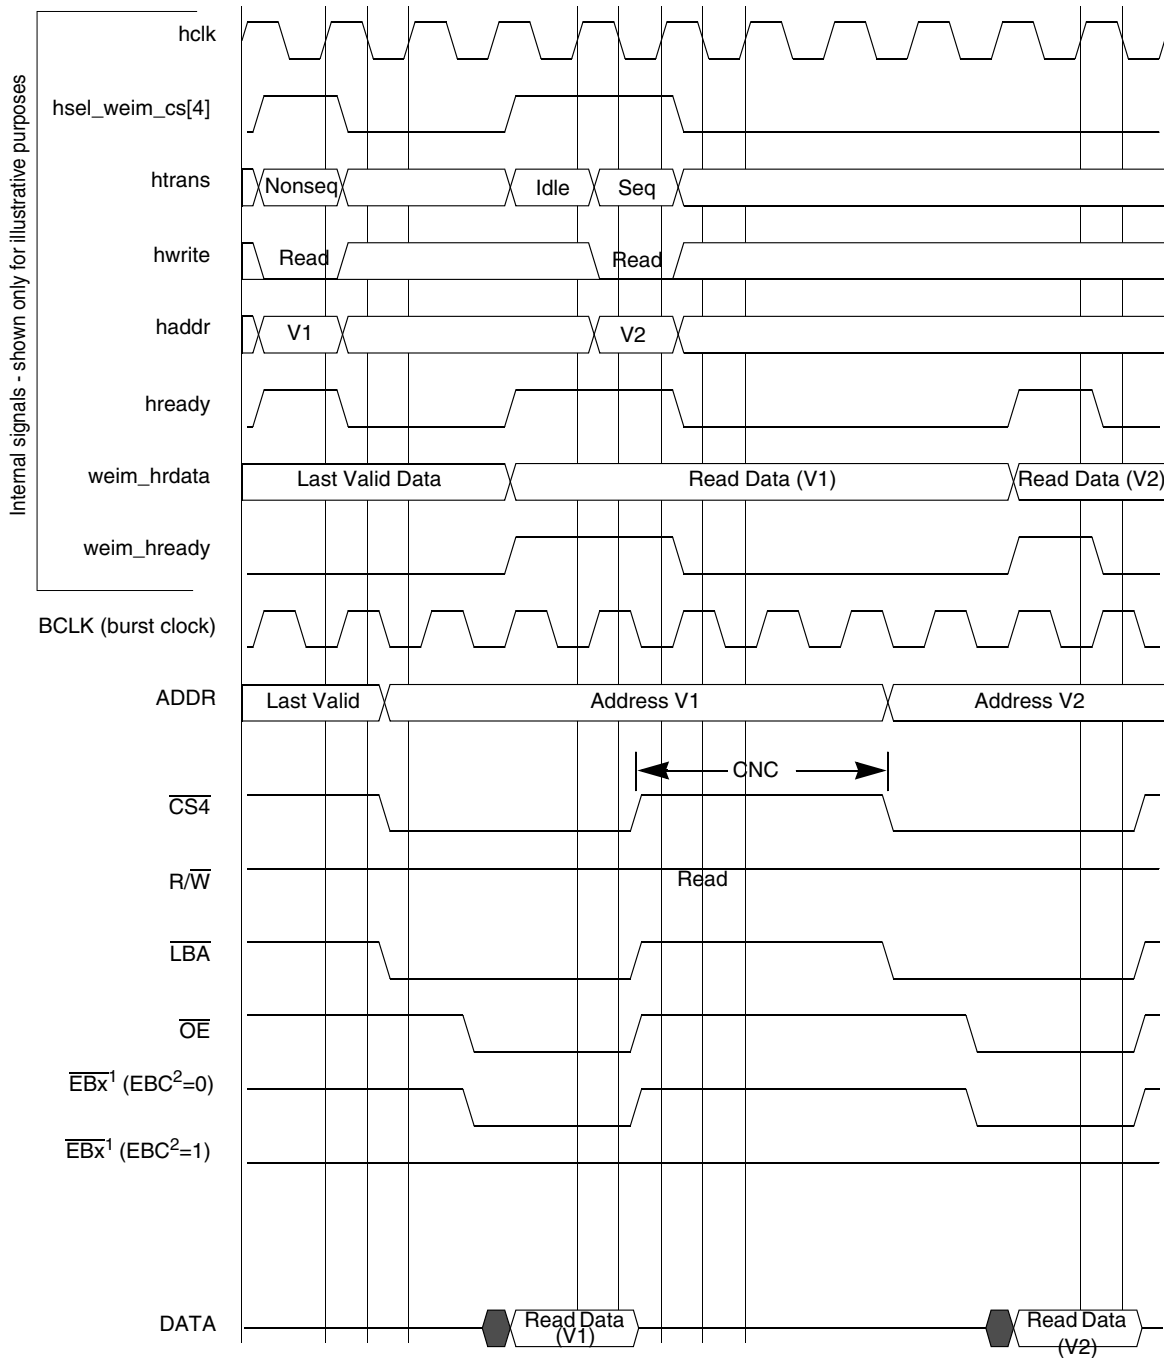 Internal signals - shown only for illustrative purposes
hclk
hsel_weim_cs[4]
htrans
Nonseq
Idle
Seq
hwrite
Read
Read
haddr
V1
V2
hready
weim_hrdata
Last Valid Data
Read Data (V1)
Read Data (V2)
weim_hready
BCLK (burst clock)
ADDR
Last Valid
Address V1
Address V2
CNC
CS4
R/W
Read
LBA
OE
EBx1 (EBC2=0)
EBx1 (EBC2=1)
DATA
Read Data
(V1)
Read Data
(V2)